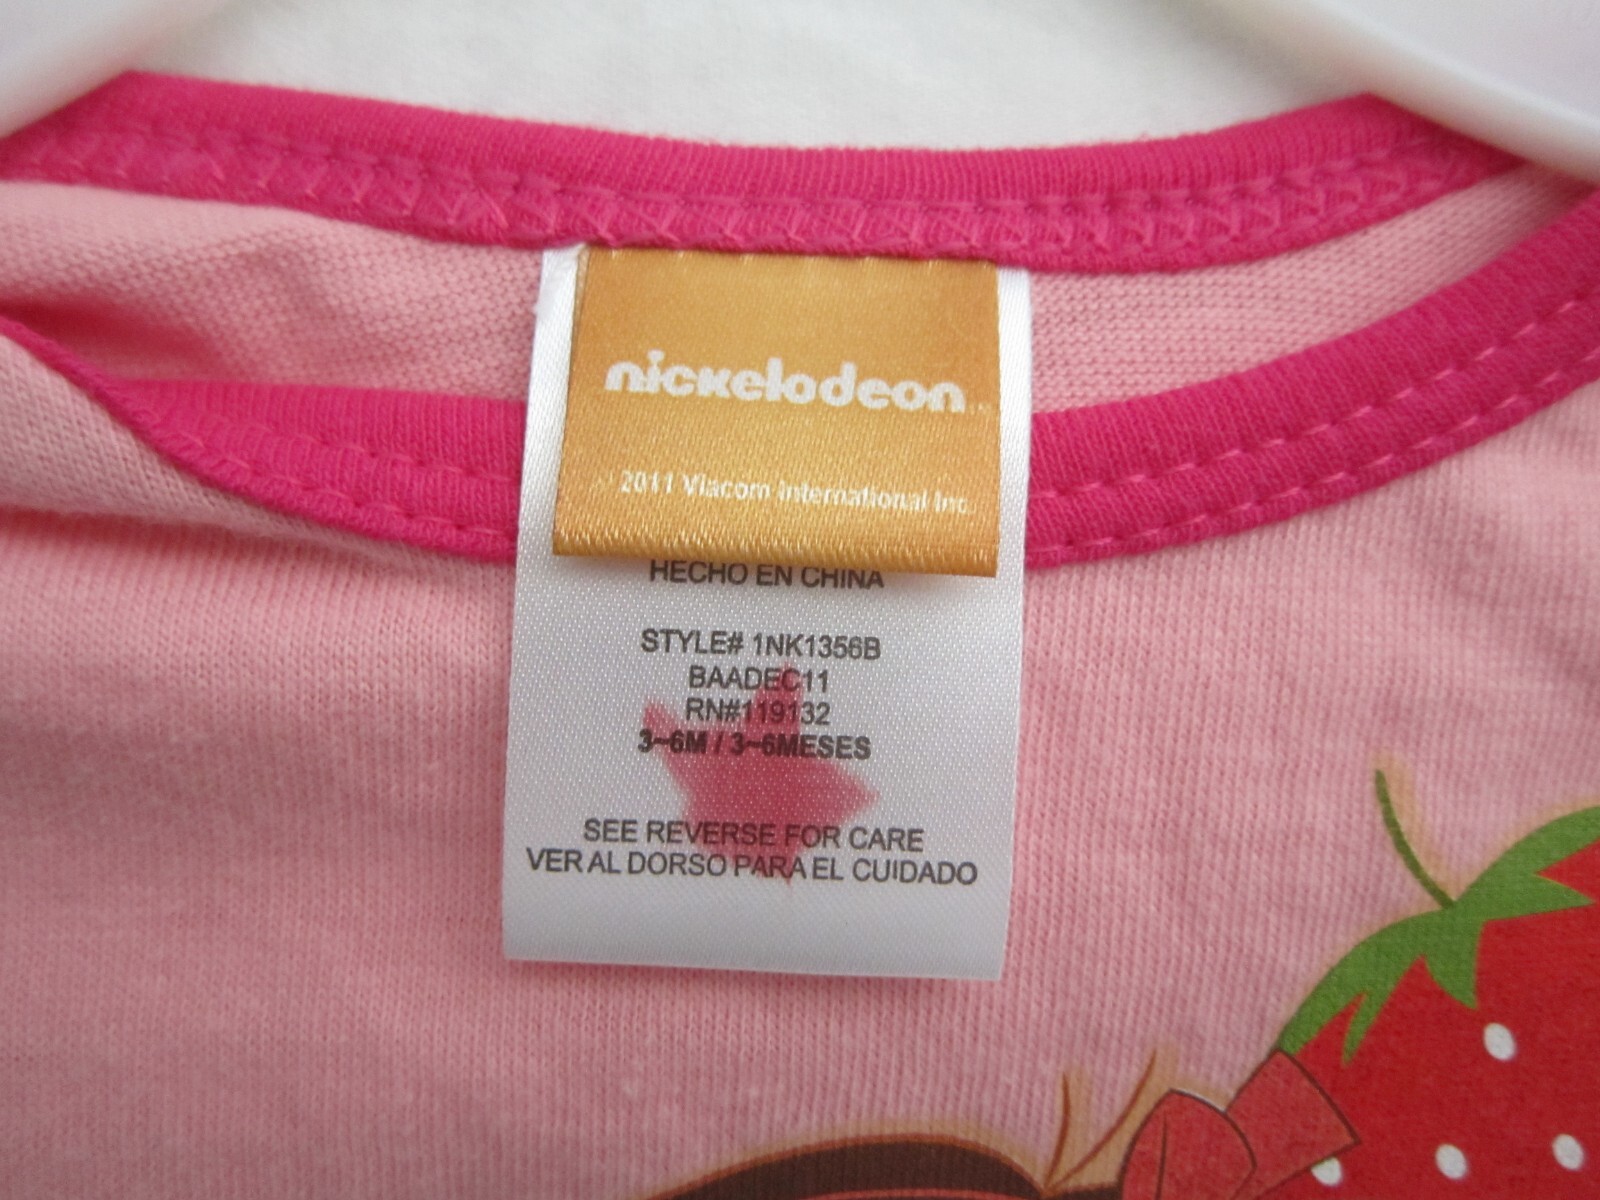 nickelodeon
2011 Viacom International Inc.
HECHO EN CHINA
STYLE# 1NK1356B
BAADEC11
RN#119132
3~6M / 3~6MESES
SEE REVERSE FOR CARE
VER AL DORSO PARA EL CUIDADO